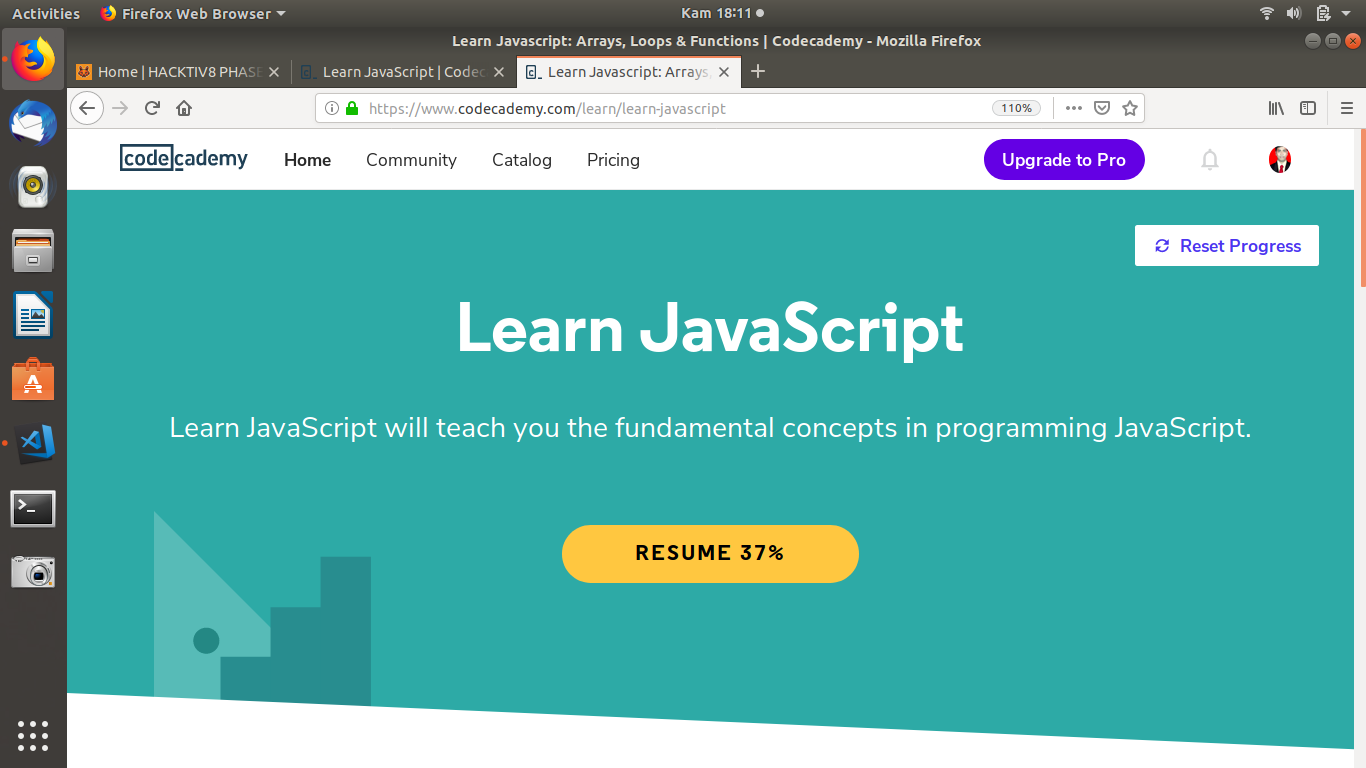 Activities Firefox Web Browser Kam 18:11
Learn Javascript: Arrays, Loops & Functions | Codecademy - Mozilla Firefox
Home | HACKTIV8 PHASE Learn JavaScript | Codec Learn Javascript: Arrays,
https://www.codecademy.com/learn/learn-javascript 110%
codecademy Home Community Catalog Pricing Upgrade to Pro
Reset Progress
Learn JavaScript
Learn JavaScript will teach you the fundamental concepts in programming JavaScript.
RESUME 37%